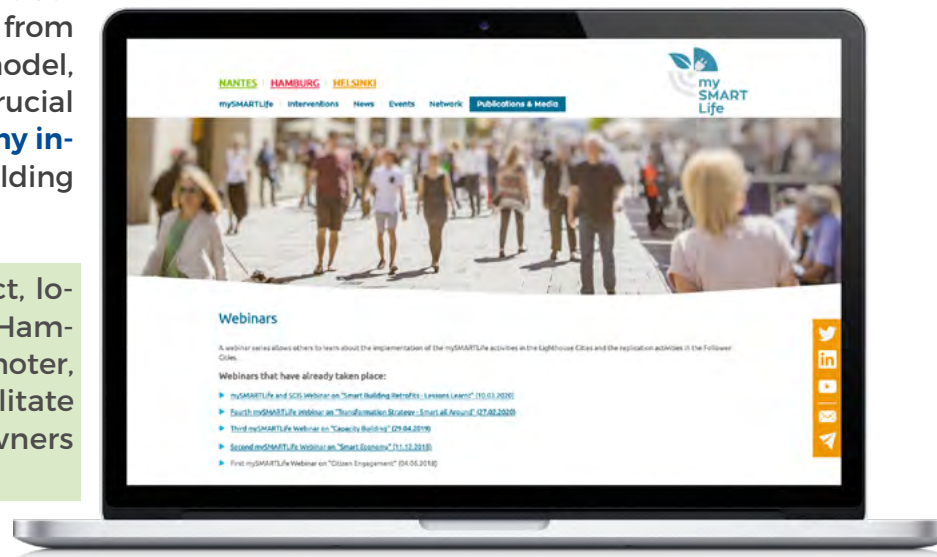 from
nodel,
rucial
ny in-
lding
ct, lo-
Ham-
noter,
litate
vners
NANTES | HAMBURG | HELSINKI
mySMARTLife Interventions News Events Network Publications & Media
my
SMART
Life
Webinars
A webinar series allows others to learn about the implementation of the mySMARTLife activities in the Lighthouse Cities and the replication activities in the Follower
Cities.
Webinars that have already taken place:
mySMARTLife and SCIS Webinar on "Smart Building Retrofits - Lessons Learnt" (10.03.2020)
Fourth mySMARTLife Webinar on "Transformation Strategy - Smart all Around" (27.02.2020)
Third mySMARTLife Webinar on "Capacity Building" (29.04.2019)
Second mySMARTLife Webinar on "Smart Economy" (11.12.2018)
First mySMARTLife Webinar on "Citizen Engagement" (04.06.2018)
in